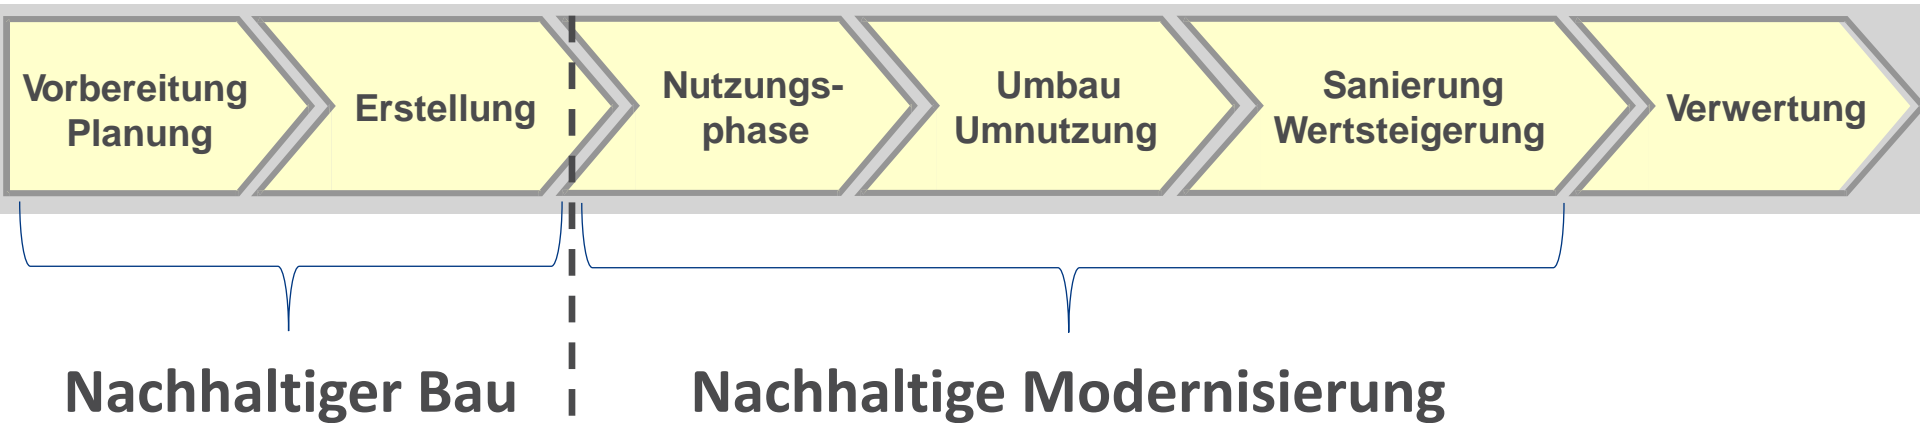 Vorbereitung
Planung
Erstellung
Nutzungs-
phase
Umbau
Umnutzung
Sanierung
Wertsteigerung
Verwertung
Nachhaltiger Bau
Nachhaltige Modernisierung